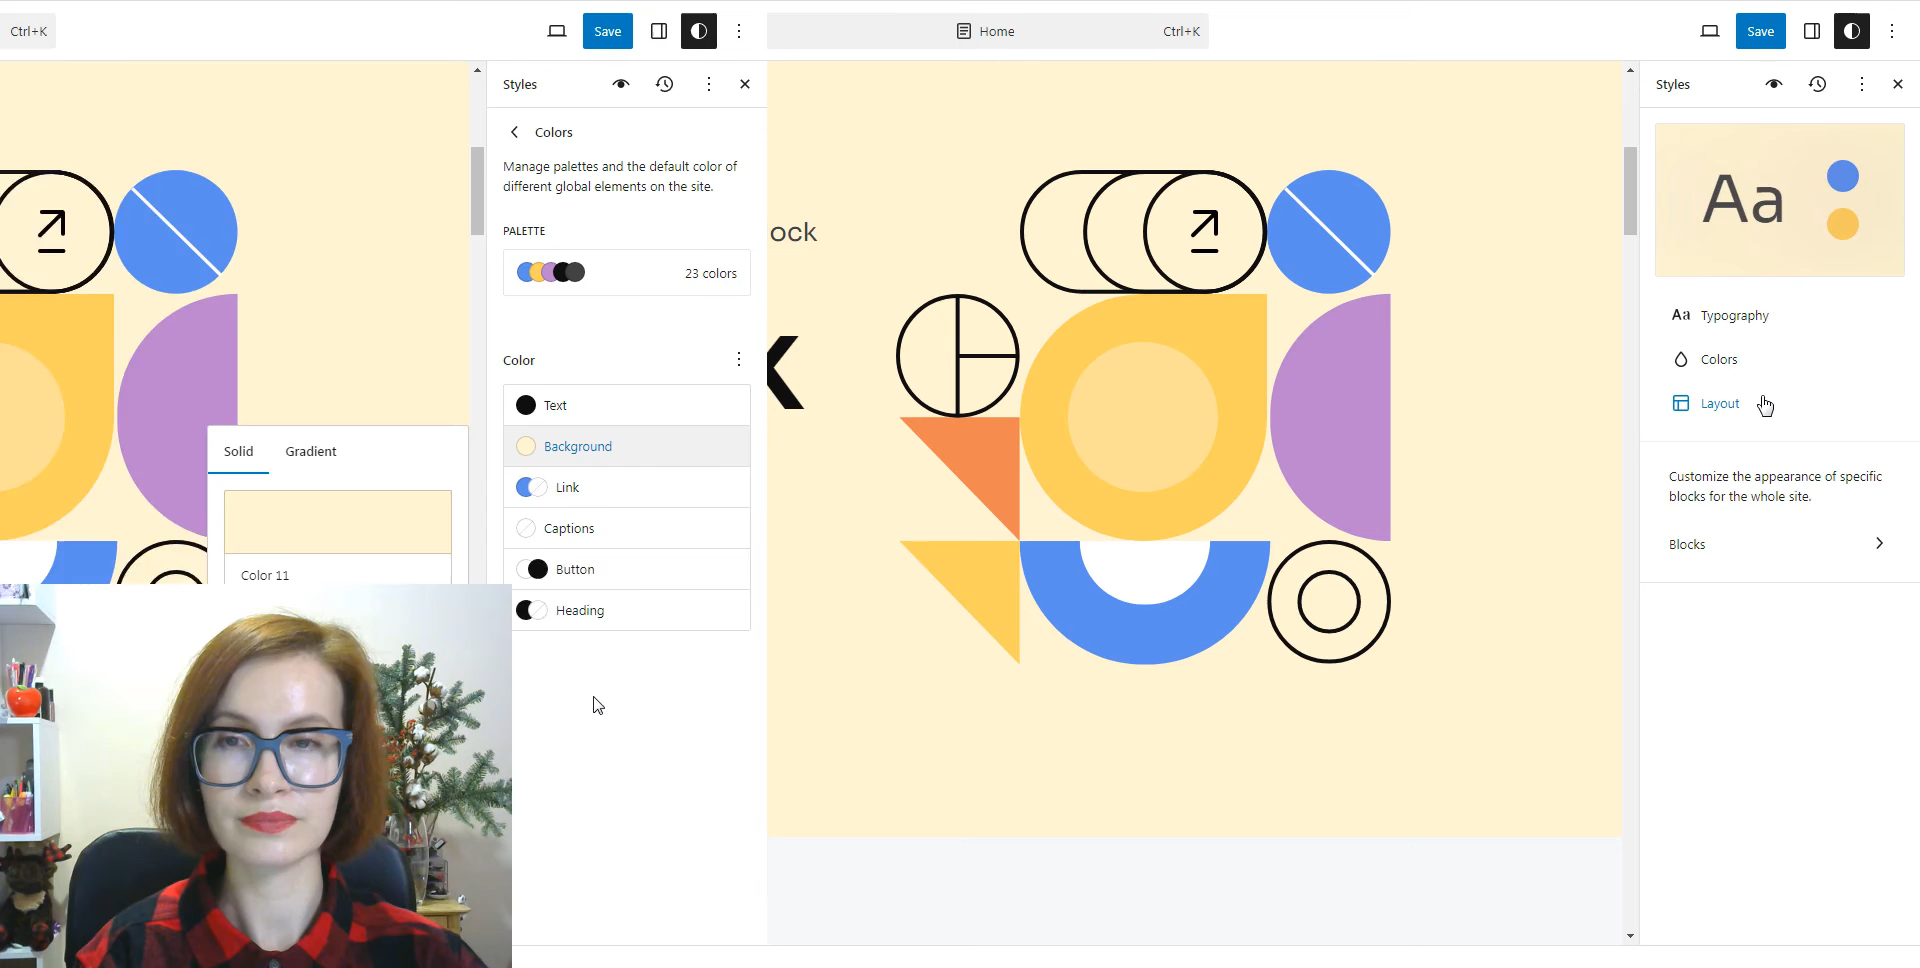 Ctrl+K
Save
Home
Ctrl+K
Save
Styles
Colors
Manage palettes and the default color of
different global elements on the site.
PALETTE
23 colors
Color
Text
Background
Link
Captions
Button
Heading
Solid
Gradient
Color 11
ock
k
Styles
Aa
Aa Typography
Colors
Layout
Customize the appearance of specific
blocks for the whole site.
Blocks